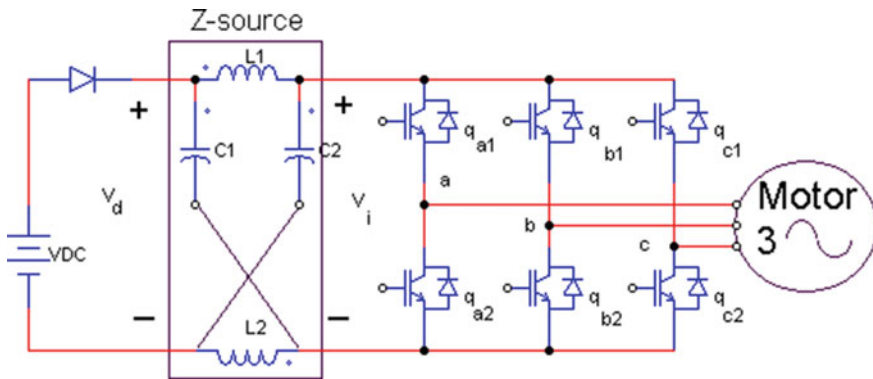 Z-source
L1
+
+
q a1
q b1
q c1
C1
C2
a
Motor
3
V d
V i
b
c
VDC
q a2
q b2
q c2
L2
−
−